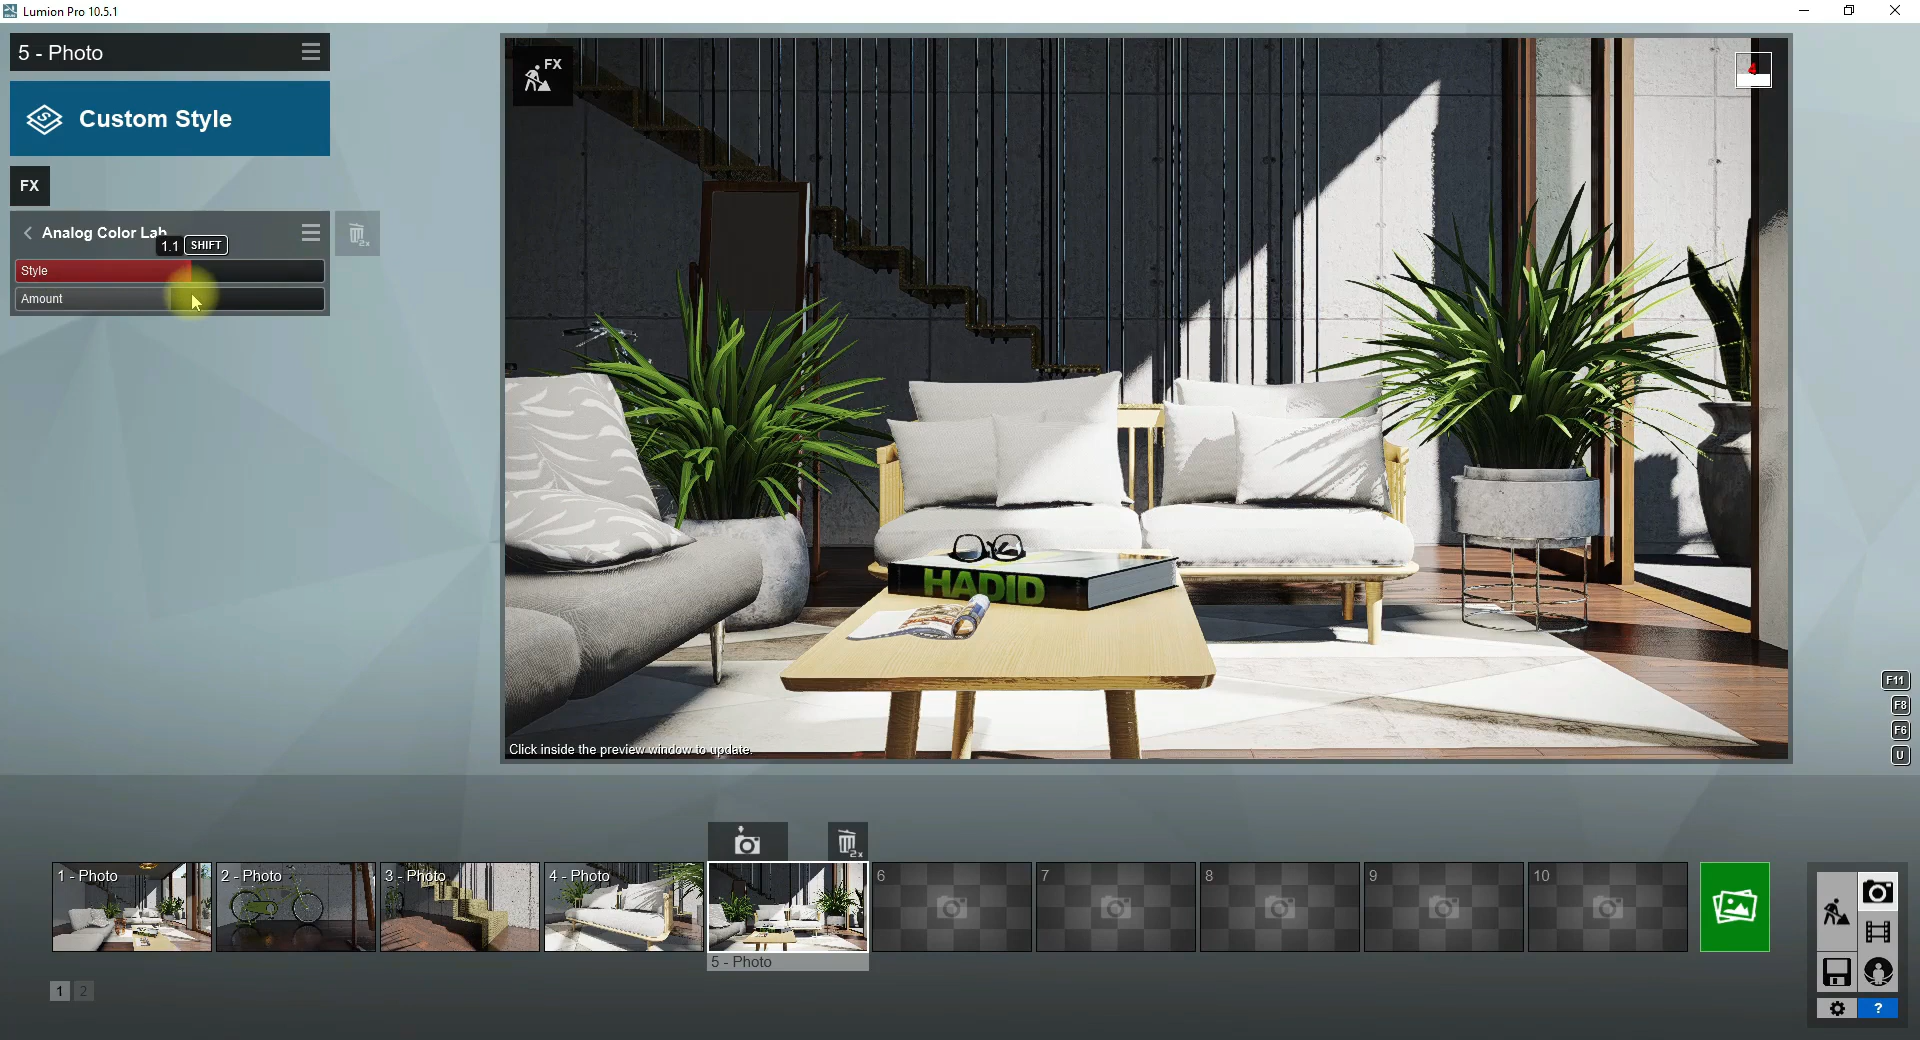 Lumion Pro 10.5.1
5 - Photo
Custom Style
FX
Analog Color Lab
1.1 SHIFT
Style
Amount
FX
HADID
Click inside the preview window to update.
F11
F8
F6
U
1 - Photo
2 - Photo
3 - Photo
4 - Photo
6
7
8
9
10
5 - Photo
1 2
?